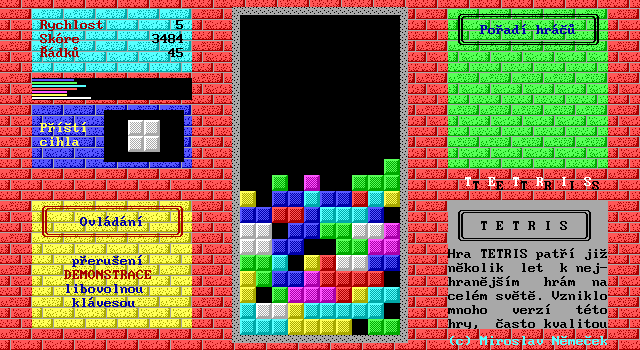 Rychlost 5
Skóre 3484
Řádků 45
Příští
cihla
Ovládání
přerušení
DEMONSTRACE
libovolnou
klávesou
Pořadí hráčů
TETRIS
TETRIS
Hra TETRIS patří již
několik let k nej-
hranějším hrám na
celém světě. Vzniklo
mnoho verzí této
hry, často kvalitou
(c) Miroslav Němeček